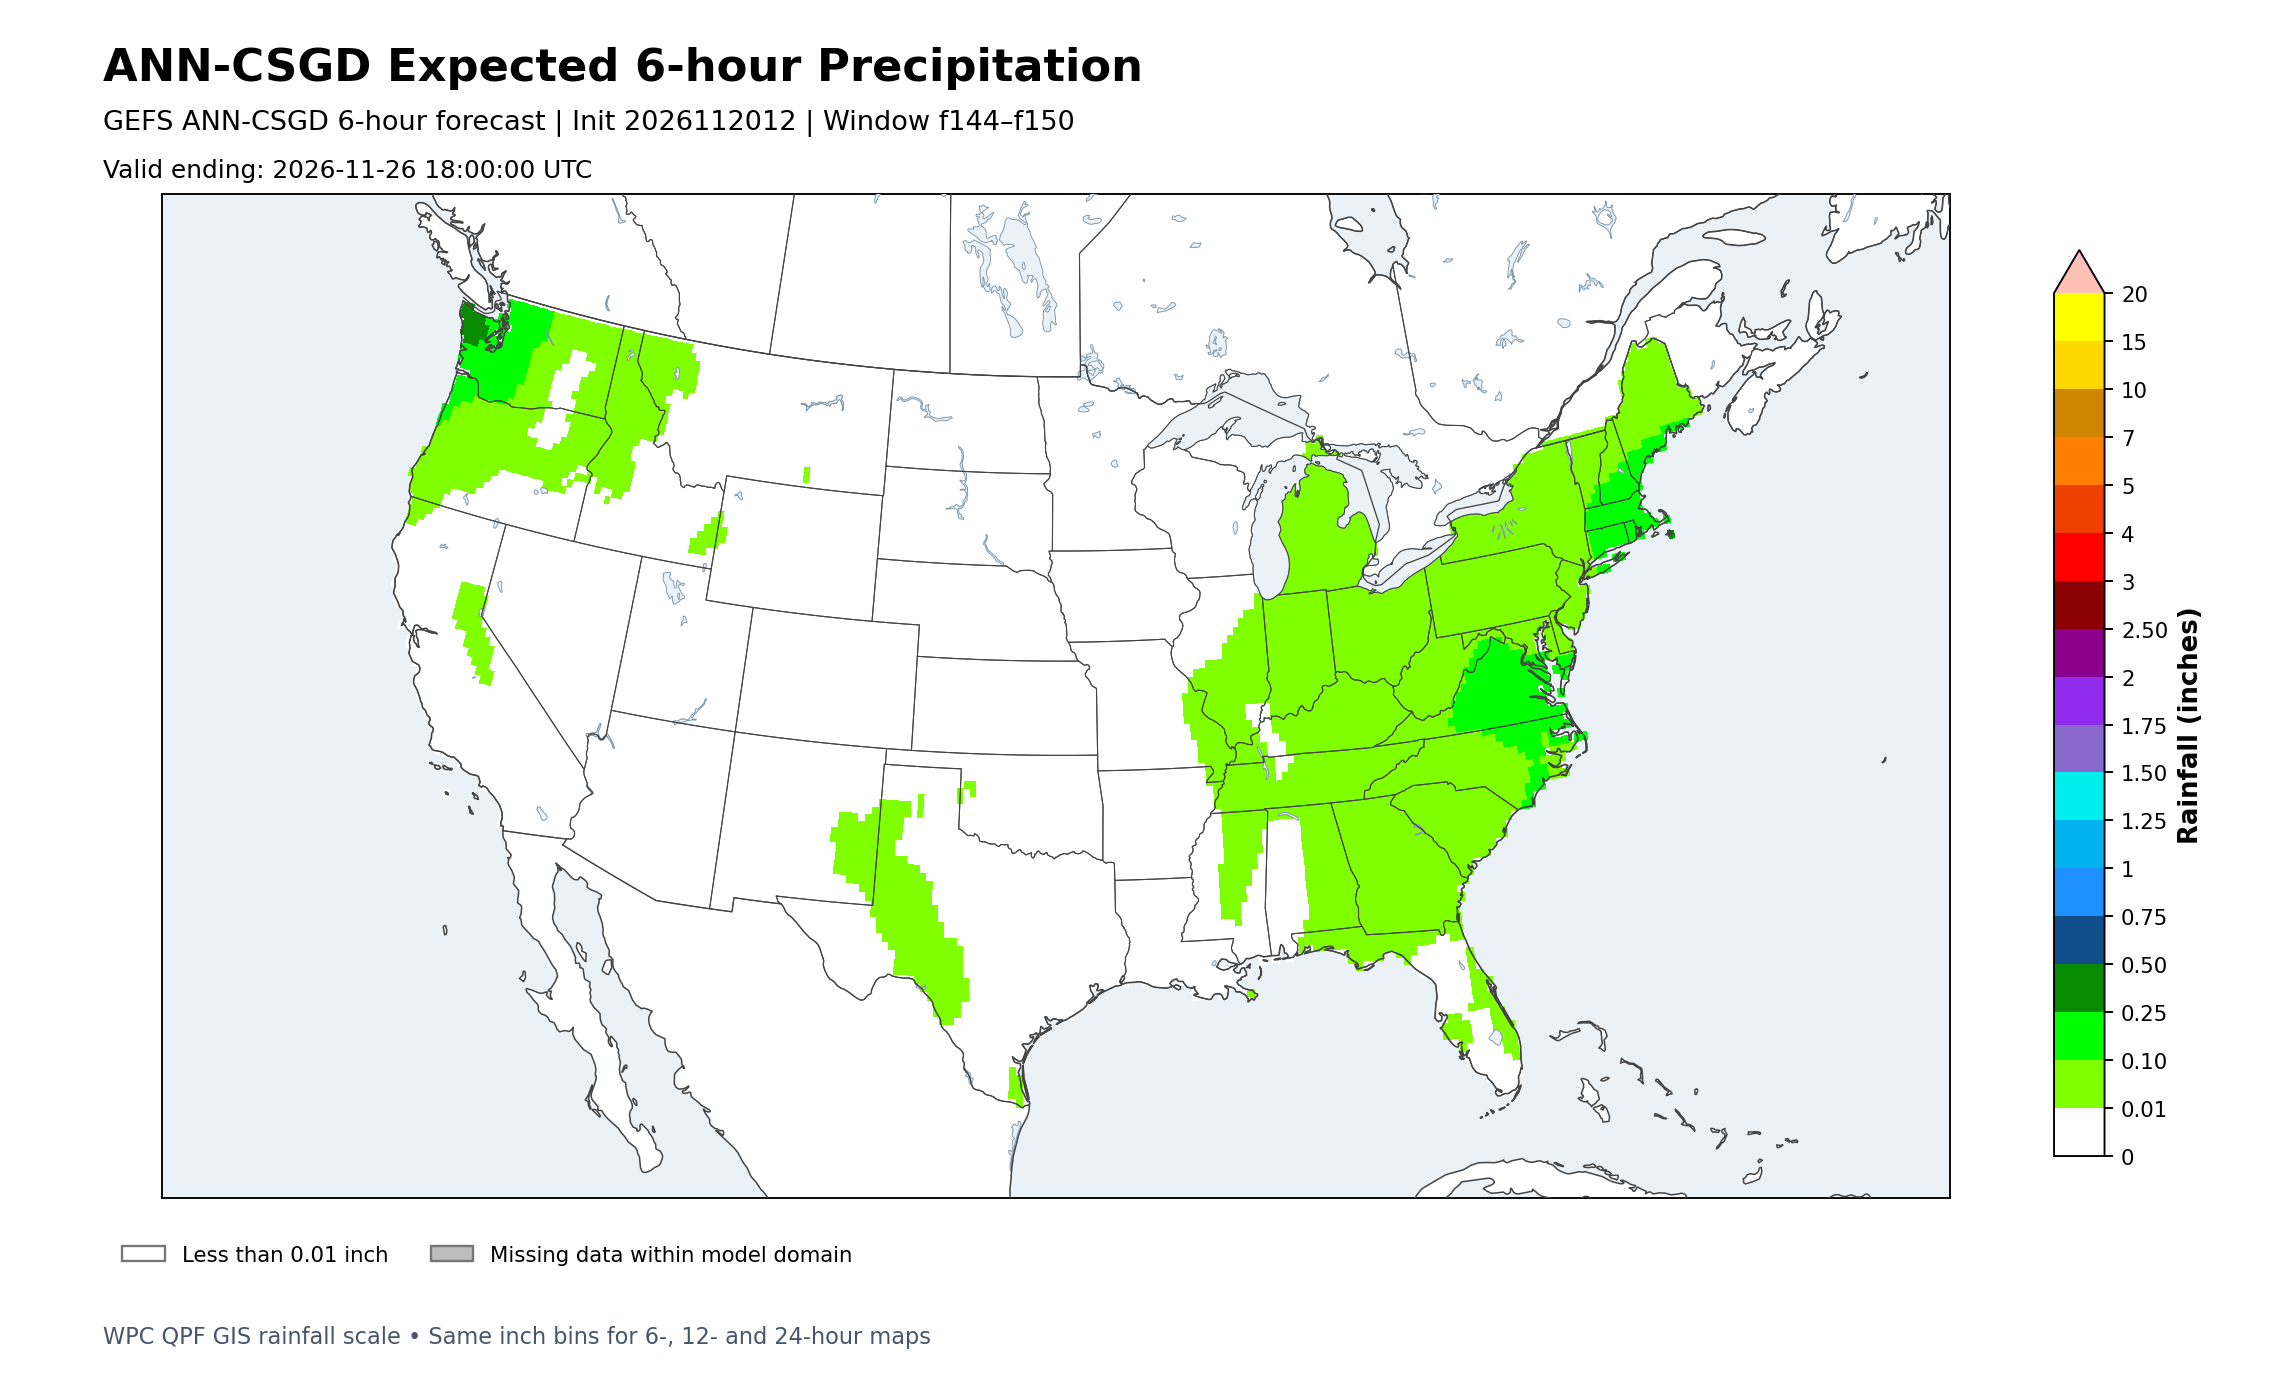 ANN-CSGD Expected 6-hour Precipitation
GEFS ANN-CSGD 6-hour forecast | Init 2026112012 | Window f144–f150
Valid ending: 2026-11-26 18:00:00 UTC
20
15
10
7
5
4
3
2.50
2
1.75
1.50
1.25
1
0.75
0.50
0.25
0.10
0.01
0
Rainfall (inches)
Less than 0.01 inch
Missing data within model domain
WPC QPF GIS rainfall scale • Same inch bins for 6-, 12- and 24-hour maps